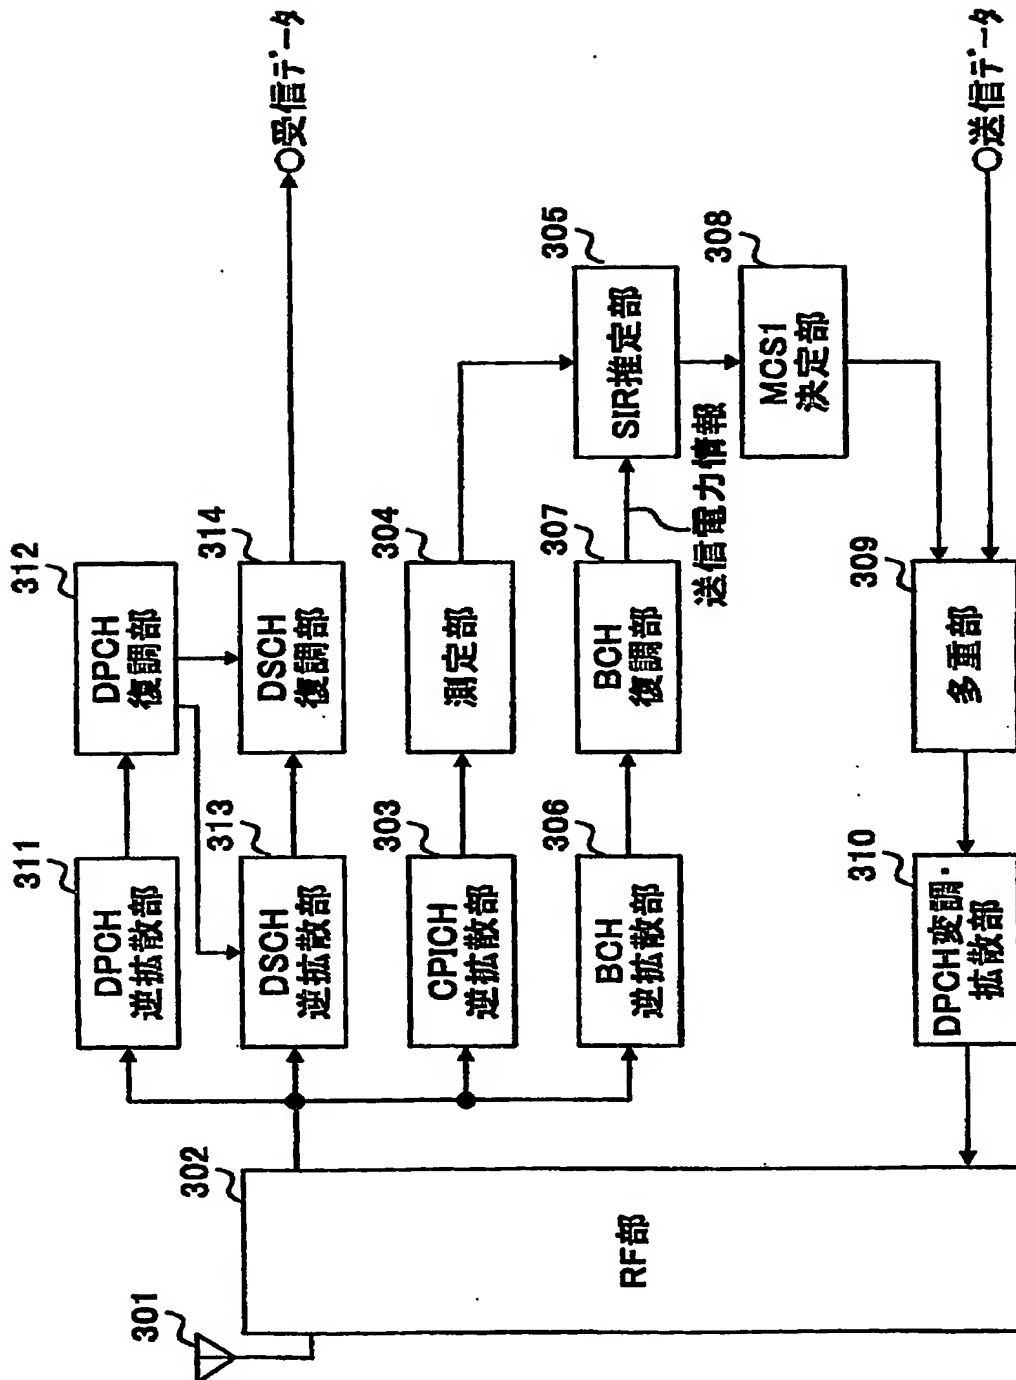 301
302
RF部
311
DPCH
逆拡散部
312
DPCH
復調部
313
DSCH
逆拡散部
314
DSCH
復調部
受信データ
303
CPICH
逆拡散部
304
測定部
305
SIR推定部
306
BCH
逆拡散部
307
BCH
復調部
送信電力情報
308
MCS1
決定部
309
多重部
310
DPCH変調・
拡散部
送信データ